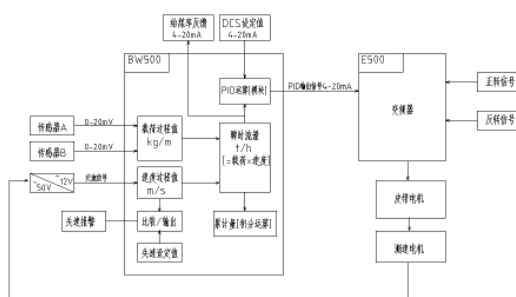 给煤率反馈
4-20mA
DCS设定值
4-20mA
BW500
E500
PID运算(模块)
PID输出信号4-20mA
变频器
正转信号
反转信号
传感器A
0-20mV
传感器B
0-20mV
载荷过程值
kg/m
瞬时流量
t/h
[=载荷×速度]
~50V
~12V
交流信号
速度过程值
m/s
失速报警
比较/输出
累计量[积分运算]
失速设定值
皮带电机
测速电机